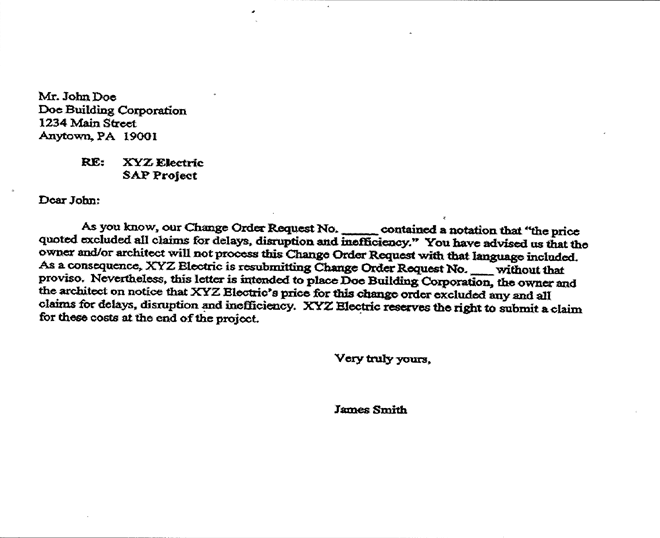 Mr. John Doe
Doe Building Corporation
1234 Main Street
Anytown, PA 19001
RE: XYZ Electric
SAP Project
Dear John:
As you know, our Change Order Request No. _____ contained a notation that “the price
quoted excluded all claims for delays, disruption and inefficiency.” You have advised us that the
owner and/or architect will not process this Change Order Request with that language included.
As a consequence, XYZ Electric is resubmitting Change Order Request No. ___ without that
proviso. Nevertheless, this letter is intended to place Doe Building Corporation, the owner and
the architect on notice that XYZ Electric’s price for this change order excluded any and all
claims for delays, disruption and inefficiency. XYZ Electric reserves the right to submit a claim
for these costs at the end of the project.
Very truly yours,
James Smith